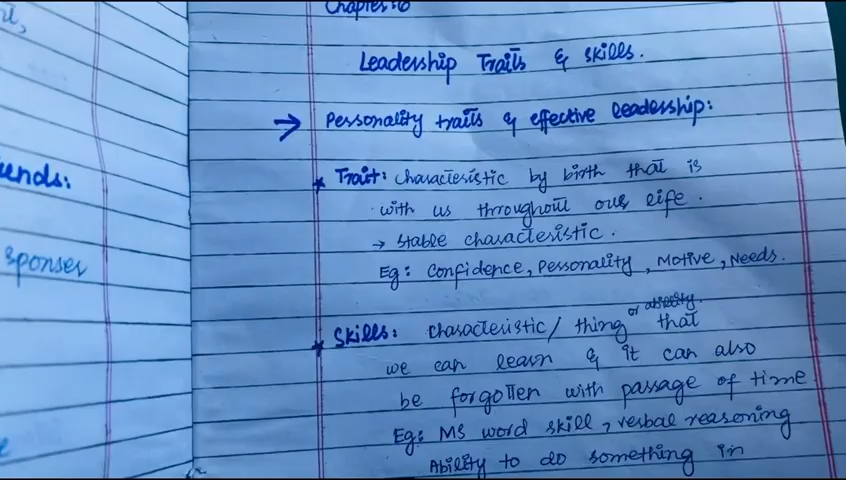 Chapter:6
Leadership Traits & skills.
→ Personality traits & effective leadership:
* Trait: characteristic by birth that is
with us throughout our life.
→ stable characteristic.
Eg: confidence, personality, Motive, Needs.
* Skills: characteristic/ thing or ability that
we can learn & it can also
be forgotten with passage of time
Eg: MS word skill, verbal reasoning
Ability to do something in
unds:
sponses